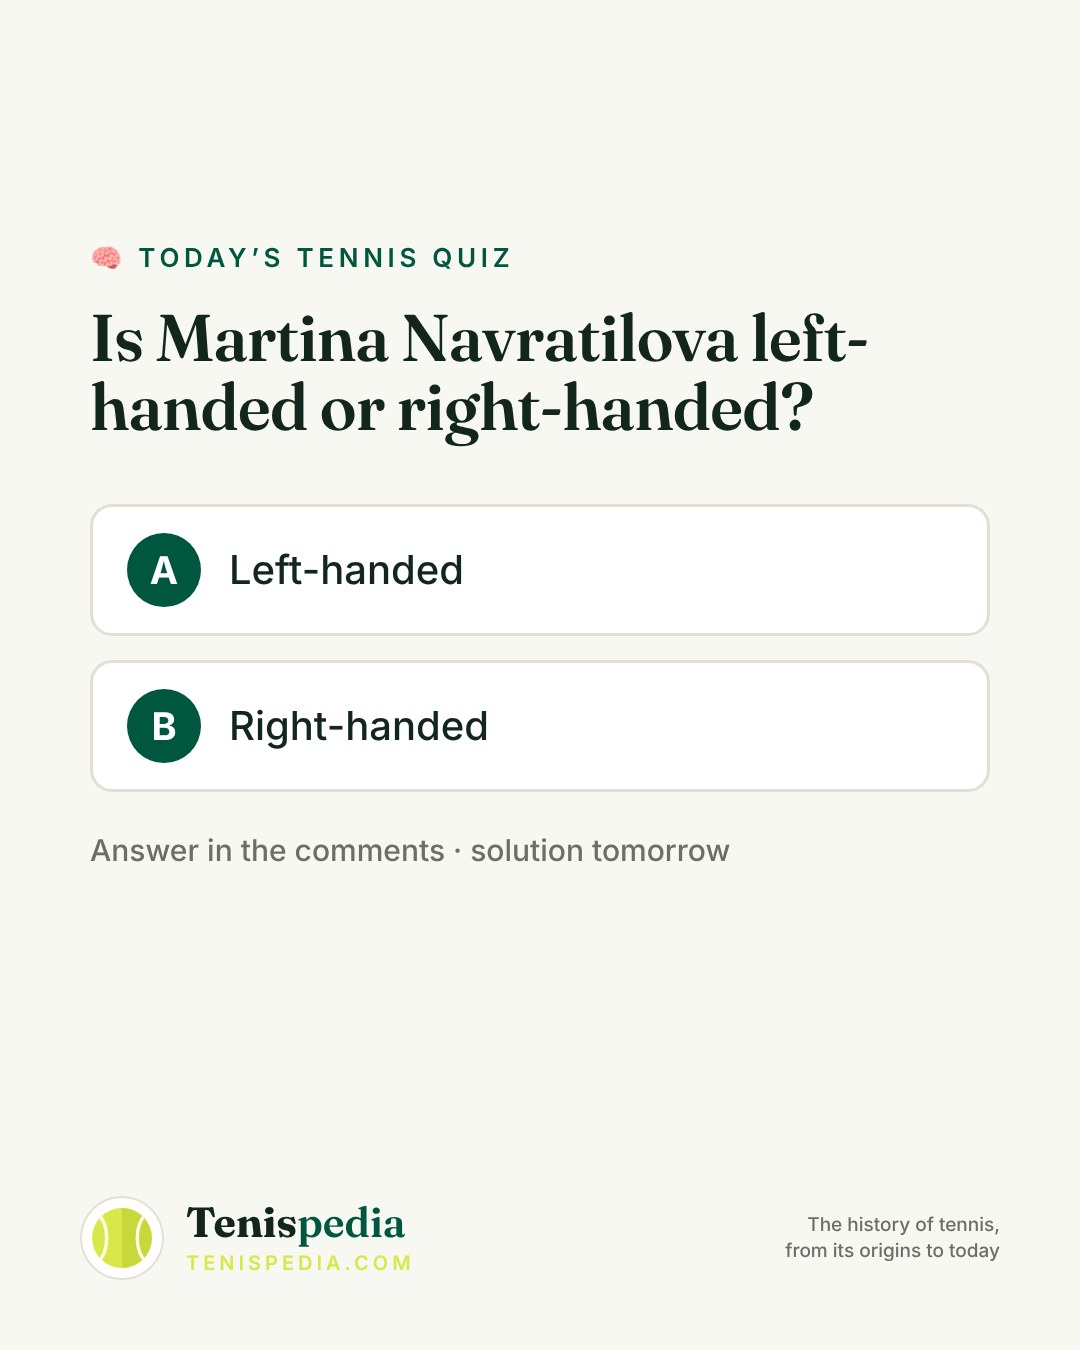 🧠 TODAY’S TENNIS QUIZ
Is Martina Navratilova left-
handed or right-handed?
A Left-handed
B Right-handed
Answer in the comments · solution tomorrow
Tenispedia
TENISPEDIA.COM
The history of tennis,
from its origins to today